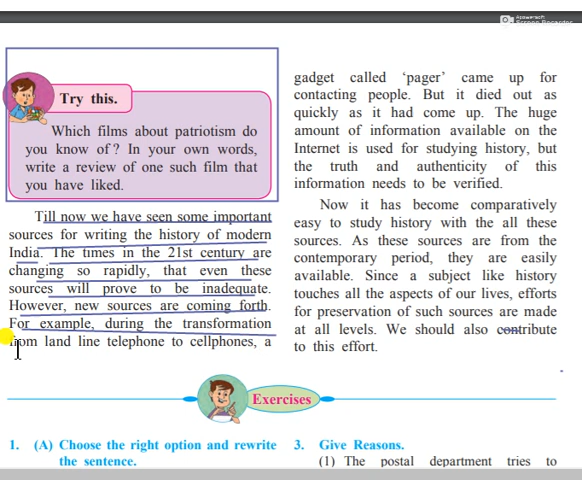 Apowersoft
Screen Recorder
Try this.
Which films about patriotism do
you know of? In your own words,
write a review of one such film that
you have liked.
Till now we have seen some important
sources for writing the history of modern
India. The times in the 21st century are
changing so rapidly, that even these
sources will prove to be inadequate.
However, new sources are coming forth.
For example, during the transformation
from land line telephone to cellphones, a
gadget called ‘pager’ came up for
contacting people. But it died out as
quickly as it had come up. The huge
amount of information available on the
Internet is used for studying history, but
the truth and authenticity of this
information needs to be verified.
Now it has become comparatively
easy to study history with the all these
sources. As these sources are from the
contemporary period, they are easily
available. Since a subject like history
touches all the aspects of our lives, efforts
for preservation of such sources are made
at all levels. We should also contribute
to this effort.
Exercises
1. (A) Choose the right option and rewrite
the sentence.
3. Give Reasons.
(1) The postal department tries to